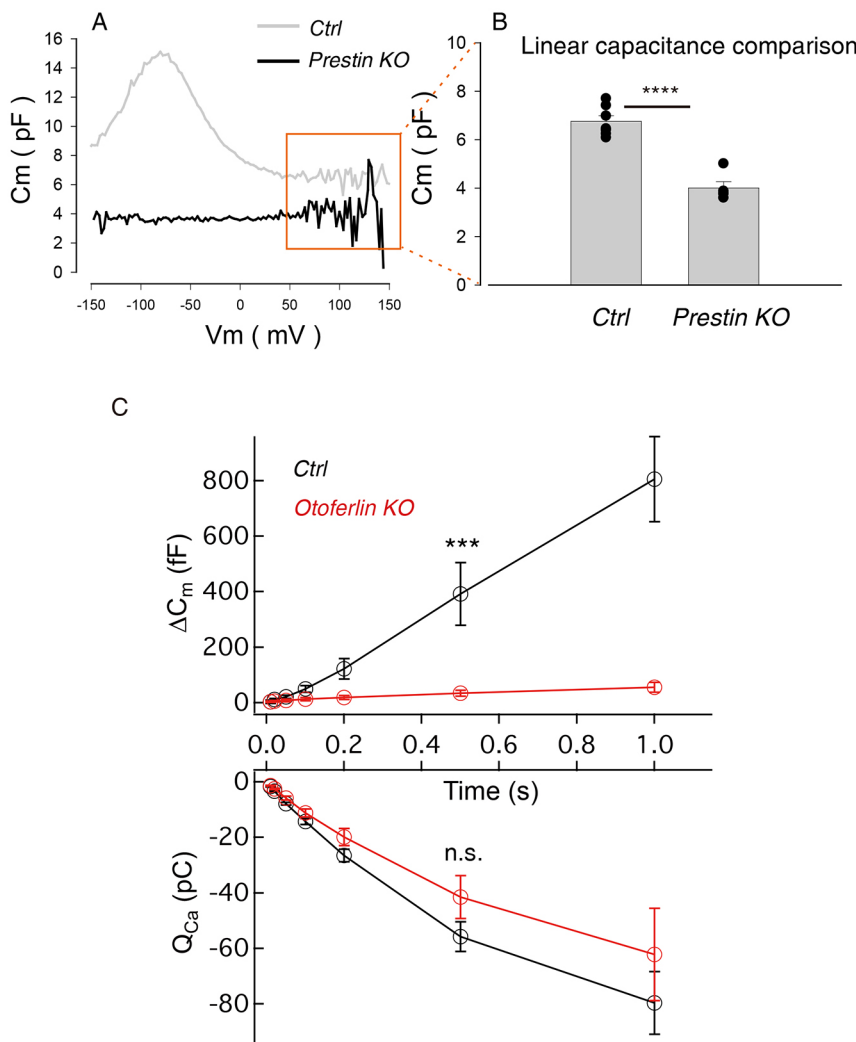 A
Ctrl
Prestin KO
16
14
12
10
8
6
4
2
0
Cm ( pF)
-150
-100
-50
0
50
100
150
Vm ( mV)
B
Linear capacitance comparison
****
10
8
6
4
2
0
Cm ( pF)
Ctrl
Prestin KO
C
Ctrl
Otoferlin KO
***
800
600
400
200
0
ΔCm (fF)
0.0
0.2
0.4
0.6
0.8
1.0
Time (s)
n.s.
0
-20
-40
-60
-80
QCa (pC)